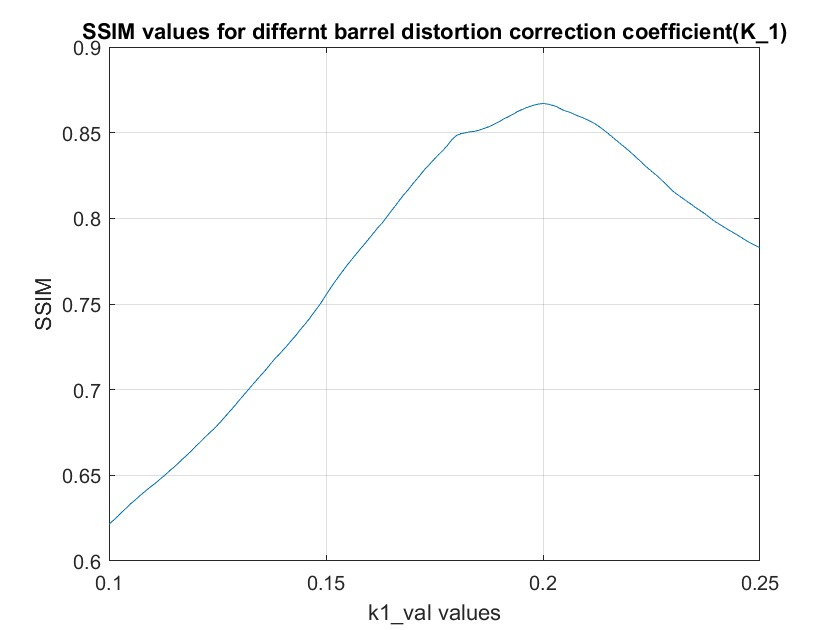 SSIM values for differnt barrel distortion correction coefficient(K_1)
0.9
0.85
0.8
0.75
0.7
0.65
0.6
SSIM
0.1 0.15 0.2 0.25
k1_val values